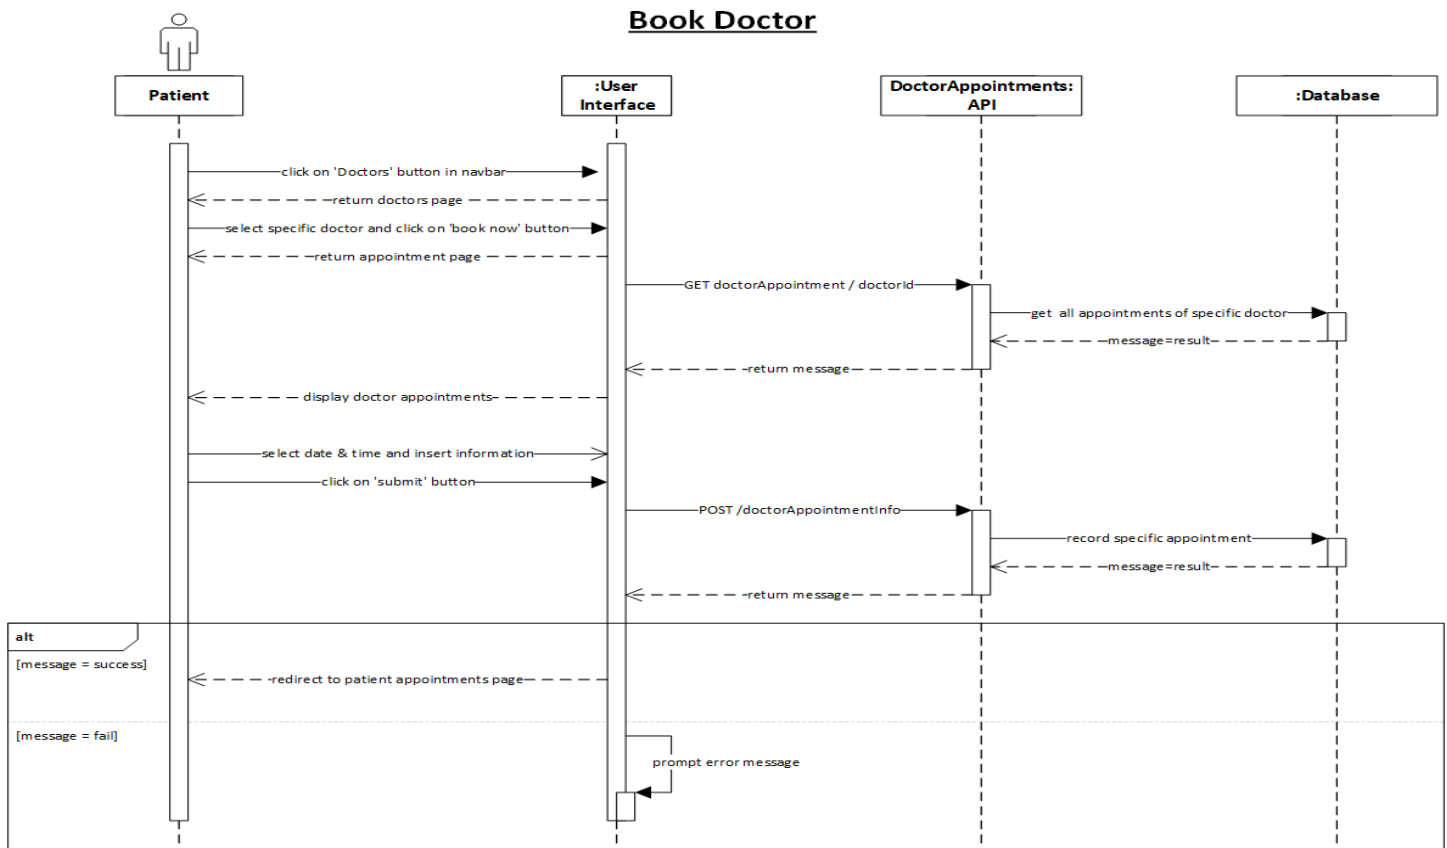 Book Doctor
Patient
:User
Interface
DoctorAppointments:
API
:Database
click on 'Doctors' button in navbar
return doctors page
select specific doctor and click on 'book now' button
return appointment page
GET doctorAppointment / doctorId
get all appointments of specific doctor
message=result
return message
display doctor appointments
select date & time and insert information
click on 'submit' button
POST /doctorAppointmentInfo
record specific appointment
message=result
return message
alt
[message = success]
redirect to patient appointments page
[message = fail]
prompt error message